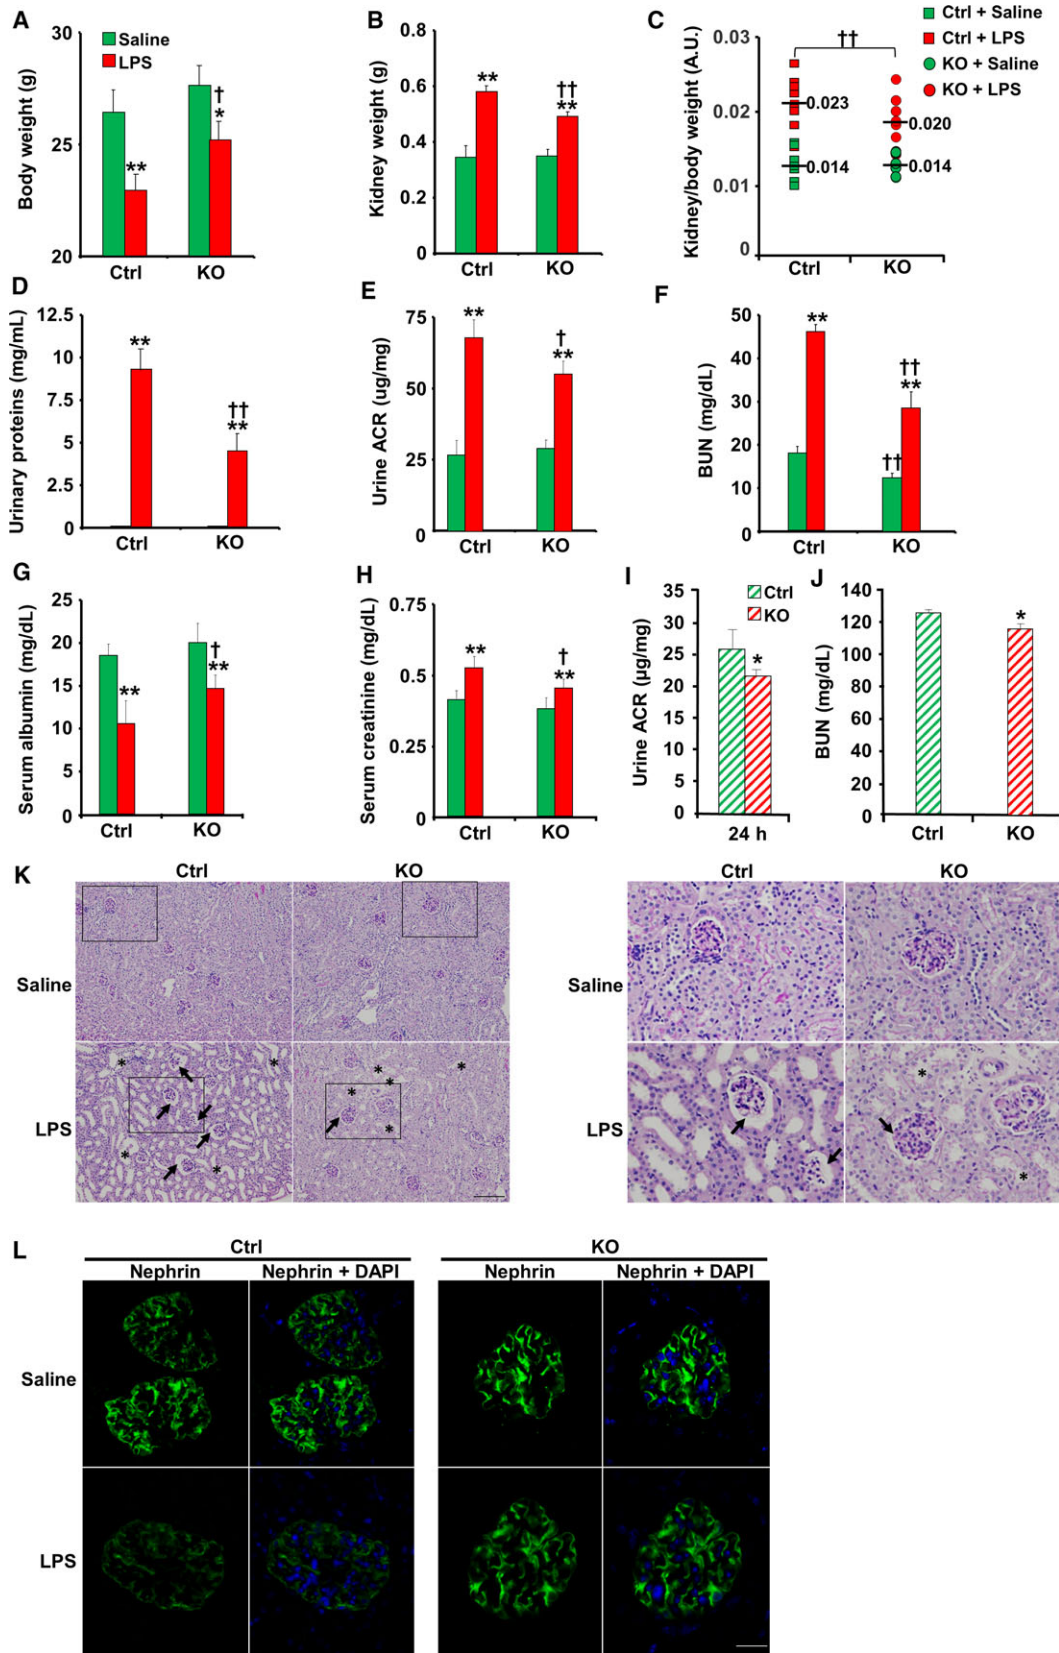 A
Body weight (g)
30
25
20
Saline
LPS
**
†
*
Ctrl
KO
B
Kidney weight (g)
0.8
0.6
0.4
0.2
0
**
††
**
Ctrl
KO
C
Kidney/body weight (A.U.)
0.03
0.02
0.01
0
††
Ctrl + Saline
Ctrl + LPS
KO + Saline
KO + LPS
0.023
0.020
0.014
0.014
Ctrl
KO
D
Urinary proteins (mg/mL)
12.5
10
7.5
5
2.5
0
**
††
**
Ctrl
KO
E
Urine ACR (ug/mg)
75
50
25
0
**
†
**
Ctrl
KO
F
BUN (mg/dL)
50
40
30
20
10
0
**
††
††
**
Ctrl
KO
G
Serum albumin (mg/dL)
25
20
15
10
5
0
**
†
**
Ctrl
KO
H
Serum creatinine (mg/dL)
0.75
0.5
0.25
0
**
†
**
Ctrl
KO
I
Urine ACR (µg/mg)
35
30
25
20
15
10
5
0
Ctrl
KO
*
24 h
J
BUN (mg/dL)
140
120
100
80
60
40
20
0
*
Ctrl
KO
K
Ctrl
KO
Ctrl
KO
Saline
Saline
LPS
* * * * * * * *
LPS
* *
L
Ctrl
KO
Nephrin
Nephrin + DAPI
Nephrin
Nephrin + DAPI
Saline
LPS